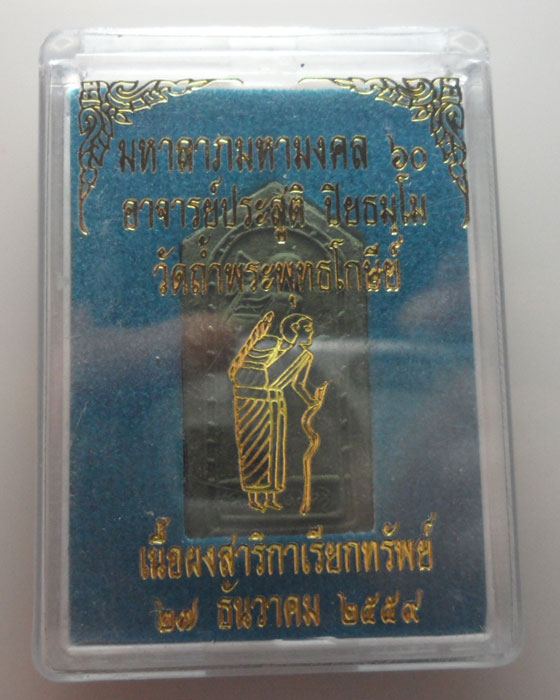 มหาลาภมหามงคล ๖๐
อาจารย์ประสูติ ปิยธมฺโม
วัดถ้ำพระพุทธโกษีย์
เนื้อผงสาริกาเรียกทรัพย์
๒๗ ธันวาคม ๒๕๕๙